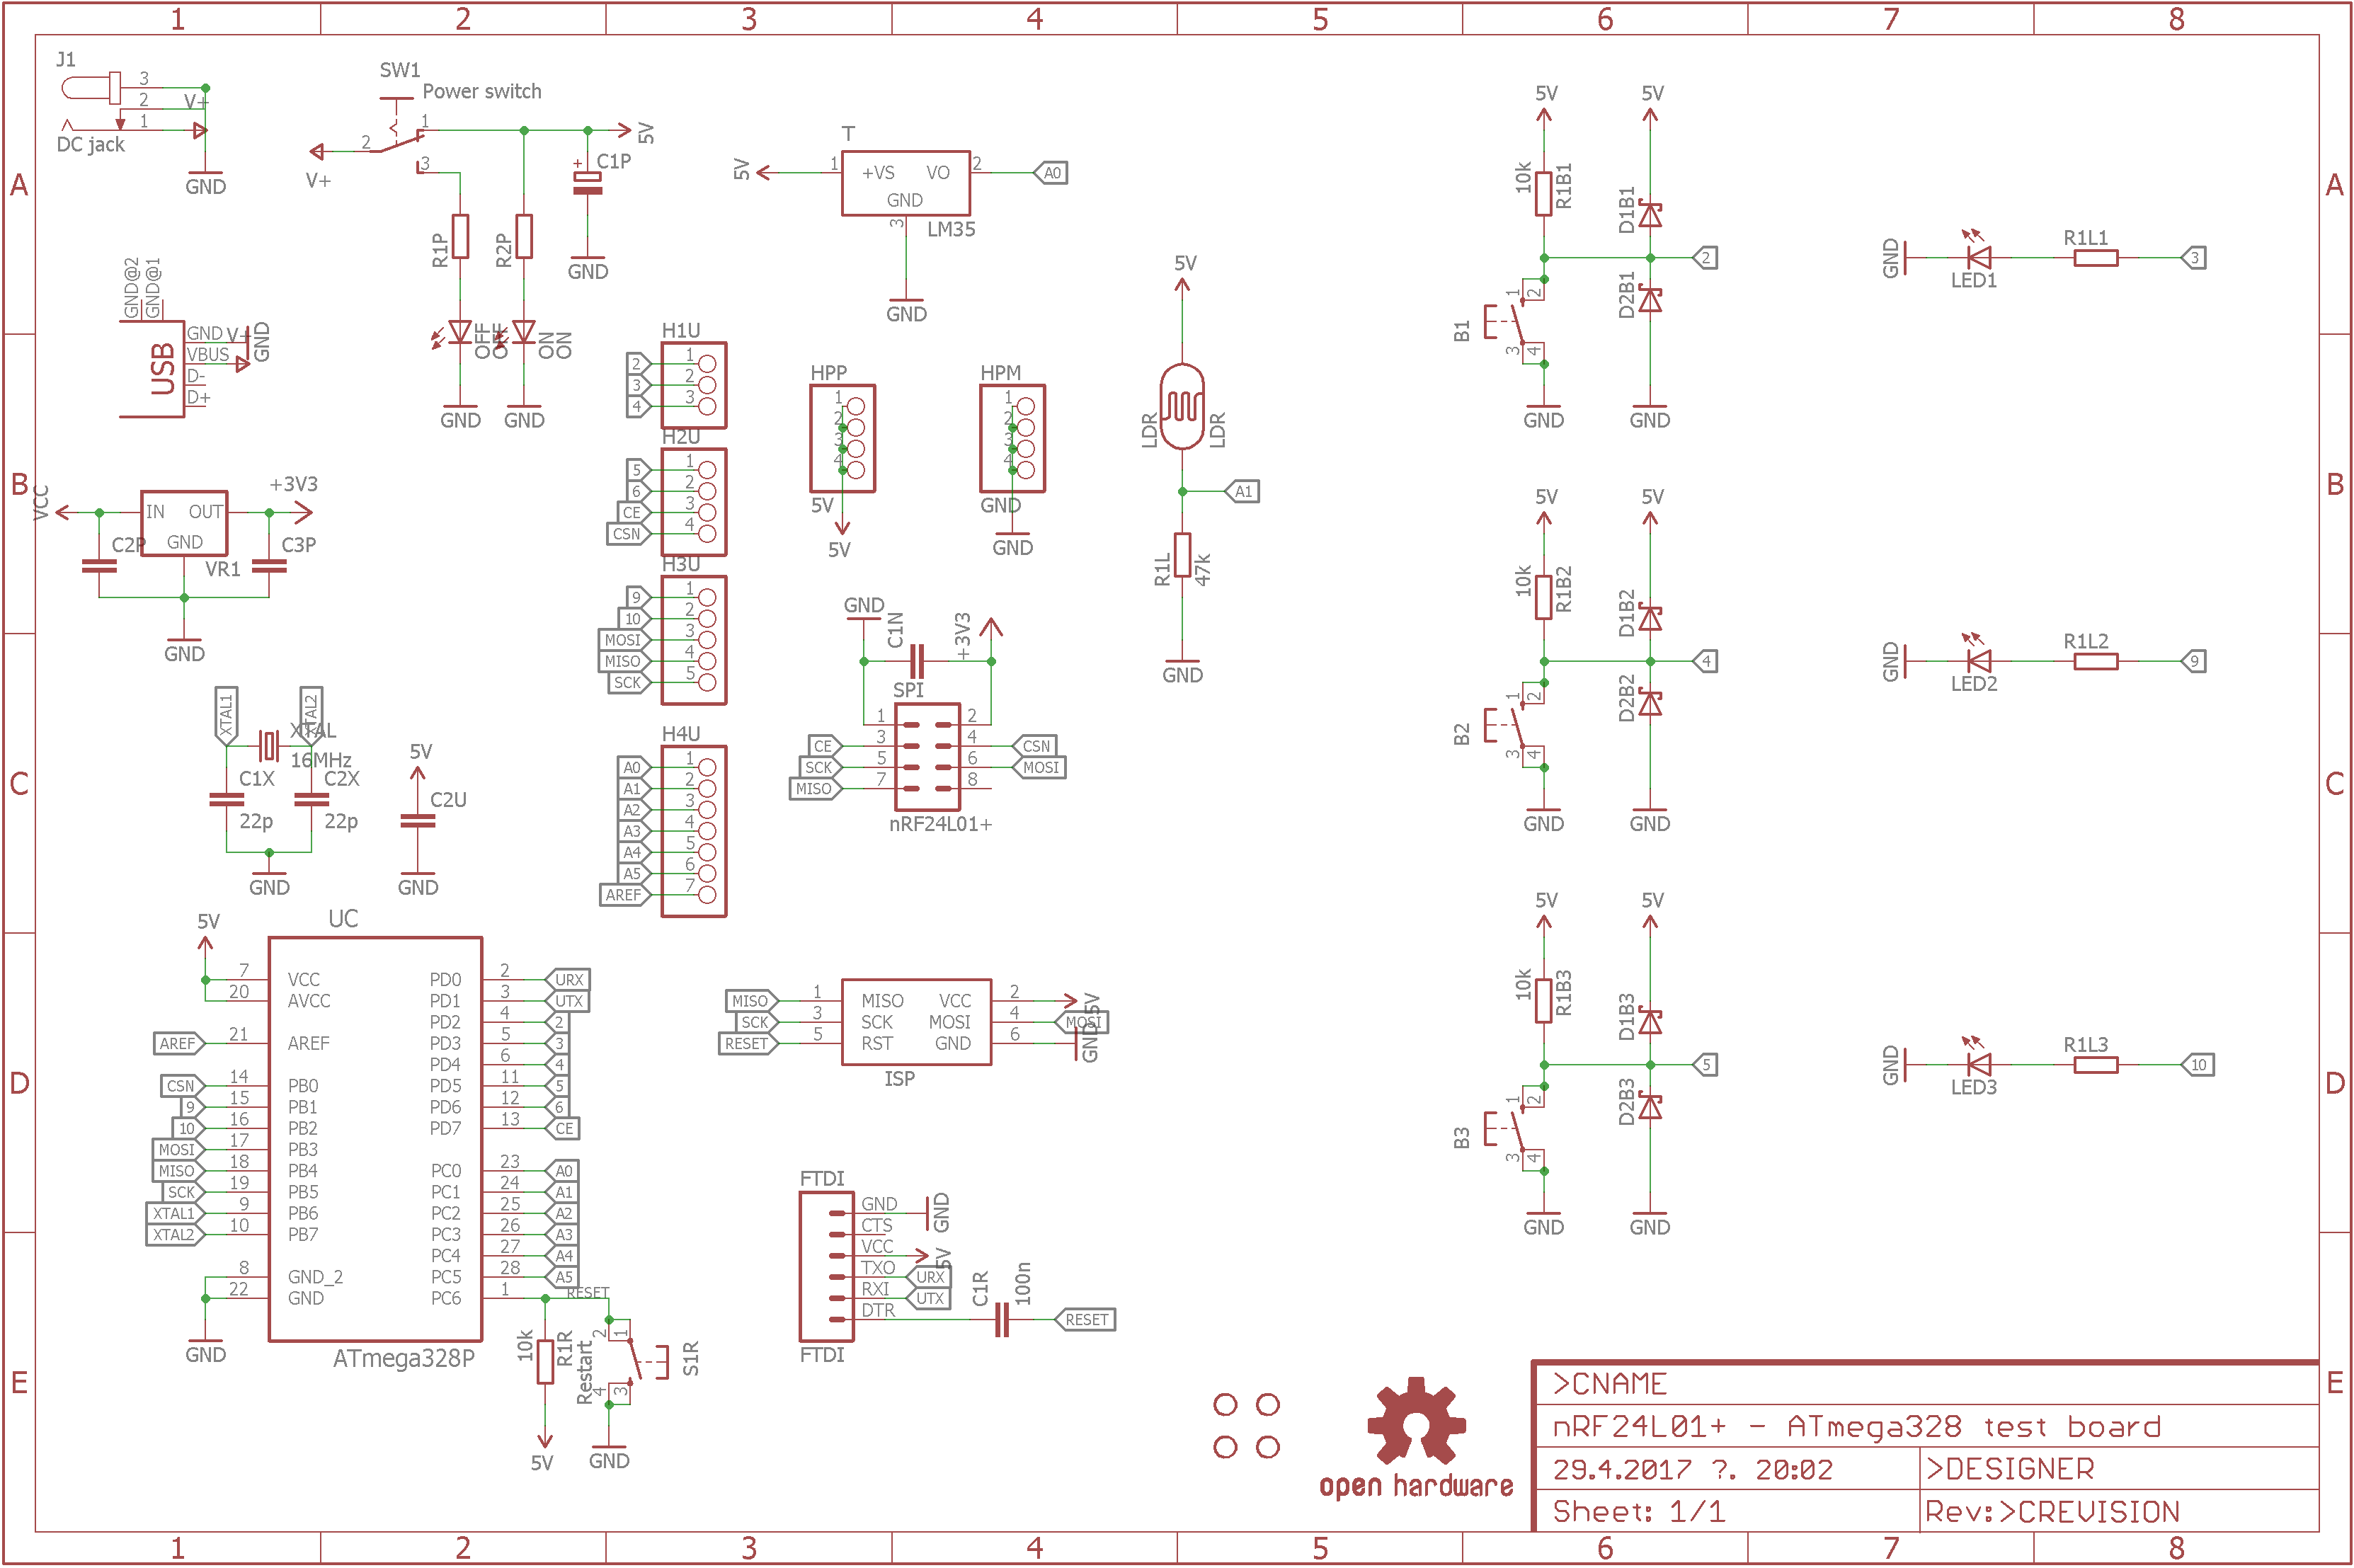 1 2 3 4 5 6 7 8
A
B
C
D
E
A
B
C
D
E
J1
3
2
1
V+
DC jack
GND
SW1
Power switch
1
2
3
V+
5V
C1P
+
GND
R1P
R2P
OFF
OFF
ON
ON
GND
GND
GND@2
GND@1
USB
GND
VBUS
D-
D+
V+
GND
VCC
IN OUT
GND
+3V3
C2P
C3P
VR1
GND
XTAL1
XTAL2
XTAL
16MHz
C1X
C2X
22p
22p
GND
5V
C2U
GND
T
5V
1
+VS VO
GND
2
3
A0
LM35
GND
H1U
2 1
3 2
4 3
H2U
5 1
6 2
CE 3
CSN 4
H3U
9 1
10 2
MOSI 3
MISO 4
SCK 5
H4U
A0 1
A1 2
A2 3
A3 4
A4 5
A5 6
AREF 7
HPP
1
2
3
4
5V
5V
HPM
1
2
3
4
GND
GND
5V
LDR
LDR
A1
R1L
47k
GND
GND
C1N
+3V3
SPI
1 2
CE 3 4 CSN
SCK 5 6 MOSI
MISO 7 8
nRF24L01+
5V
UC
7 VCC PD0 2 URX
20 AVCC PD1 3 UTX
PD2 4 2
AREF 21 AREF PD3 5 3
PD4 6 4
CSN 14 PB0 PD5 11 5
9 15 PB1 PD6 12 6
10 16 PB2 PD7 13 CE
MOSI 17 PB3
MISO 18 PB4 PC0 23 A0
SCK 19 PB5 PC1 24 A1
XTAL1 9 PB6 PC2 25 A2
XTAL2 10 PB7 PC3 26 A3
PC4 27 A4
8 GND_2 PC5 28 A5
22 GND PC6 1 RESET
GND
ATmega328P
10k
R1R
5V
Restart
2
1
4
3
S1R
GND
MISO 1 MISO VCC 2 5V
SCK 3 SCK MOSI 4 MOSI
RESET 5 RST GND 6 GND
ISP
FTDI
GND GND
CTS
VCC 5V
TXO URX
RXI UTX
DTR
FTDI
C1R
100n
RESET
5V 5V
10k
R1B1
D1B1
2
D2B1
B1
1
2
3
4
GND GND
GND
LED1
R1L1
3
5V 5V
10k
R1B2
D1B2
4
D2B2
B2
1
2
3
4
GND GND
GND
LED2
R1L2
9
5V 5V
10k
R1B3
D1B3
5
D2B3
B3
1
2
3
4
GND GND
GND
LED3
R1L3
10
open hardware
>CNAME
nRF24L01+ - ATmega328 test board
29.4.2017 ?. 20:02
>DESIGNER
Sheet: 1/1
Rev:>CREVISION
1 2 3 4 5 6 7 8